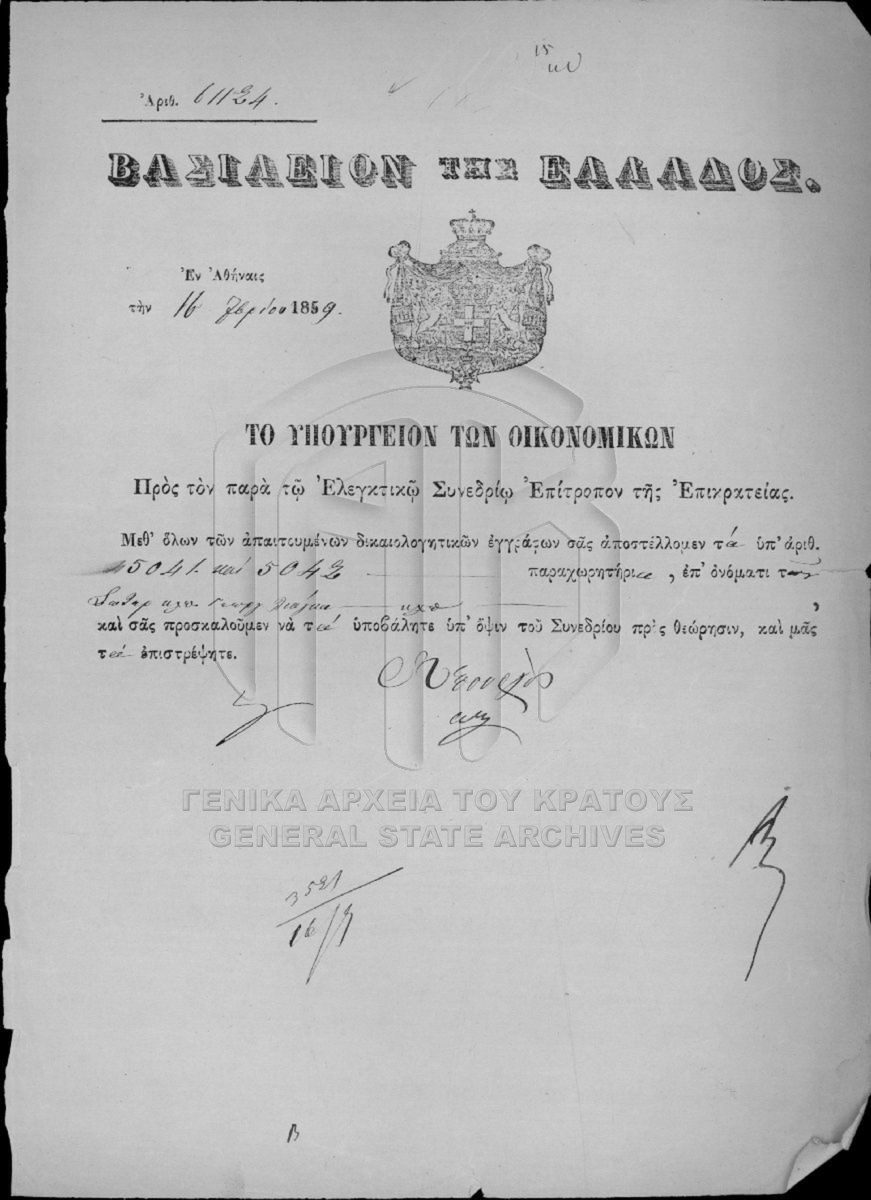 15
Ἀριθ. 61124.
ΒΑΣΙΛΕΙΟΝ ΤΗΣ ΕΛΛΑΔΟΣ.
Ἐν Ἀθήναις
τὴν 16 7βρίου 1859.
ΤΟ ΥΠΟΥΡΓΕΙΟΝ ΤΩΝ ΟΙΚΟΝΟΜΙΚΩΝ
Πρὸς τὸν παρὰ τῷ Ἐλεγκτικῷ Συνεδρίῳ Ἐπίτροπον τῆς Ἐπικρατείας.
Μεθ' ὅλων τῶν ἀπαιτουμένων δικαιολογητικῶν ἐγγράφων σᾶς ἀποστέλλομεν τὰ ὑπ' ἀριθ.
5041 καὶ 5042 παραχωρητήρια, ἐπ' ὀνόματι
καὶ σᾶς προσκαλοῦμεν νὰ τὰ ὑποβάλητε ὑπ' ὄψιν τοῦ Συνεδρίου πρὸς θεώρησιν, καὶ μᾶς
τὰ ἐπιστρέψητε.
ΓΕΝΙΚΑ ΑΡΧΕΙΑ ΤΟΥ ΚΡΑΤΟΥΣ
GENERAL STATE ARCHIVES
3521
16/7
β